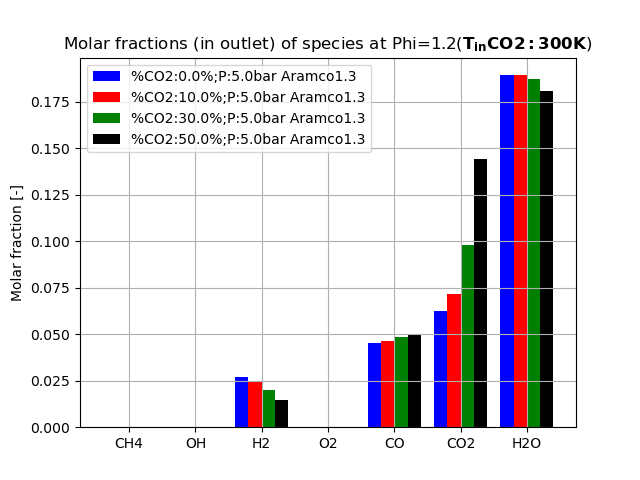 Molar fractions (in outlet) of species at Phi=1.2(TinCO2 : 300K)
%CO2:0.0%;P:5.0bar Aramco1.3
%CO2:10.0%;P:5.0bar Aramco1.3
%CO2:30.0%;P:5.0bar Aramco1.3
%CO2:50.0%;P:5.0bar Aramco1.3
Molar fraction [-]
0.175
0.150
0.125
0.100
0.075
0.050
0.025
0.000
CH4 OH H2 O2 CO CO2 H2O